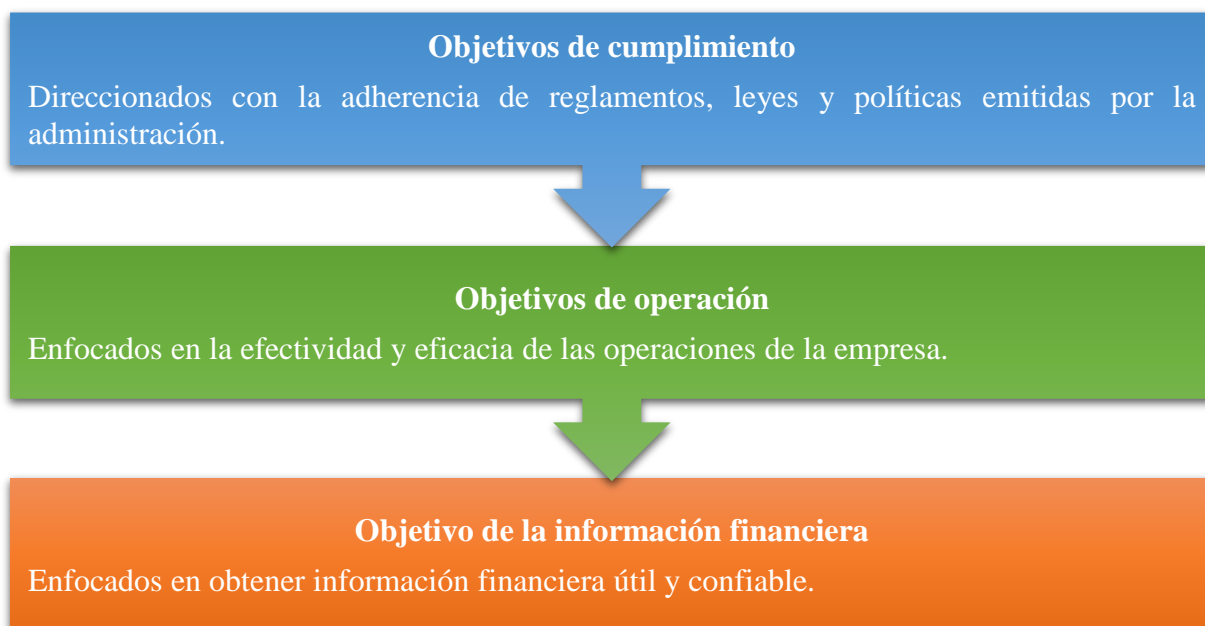 Objetivos de cumplimiento
Direccionados con la adherencia de reglamentos, leyes y políticas emitidas por la
administración.
Objetivos de operación
Enfocados en la efectividad y eficacia de las operaciones de la empresa.
Objetivo de la información financiera
Enfocados en obtener información financiera útil y confiable.